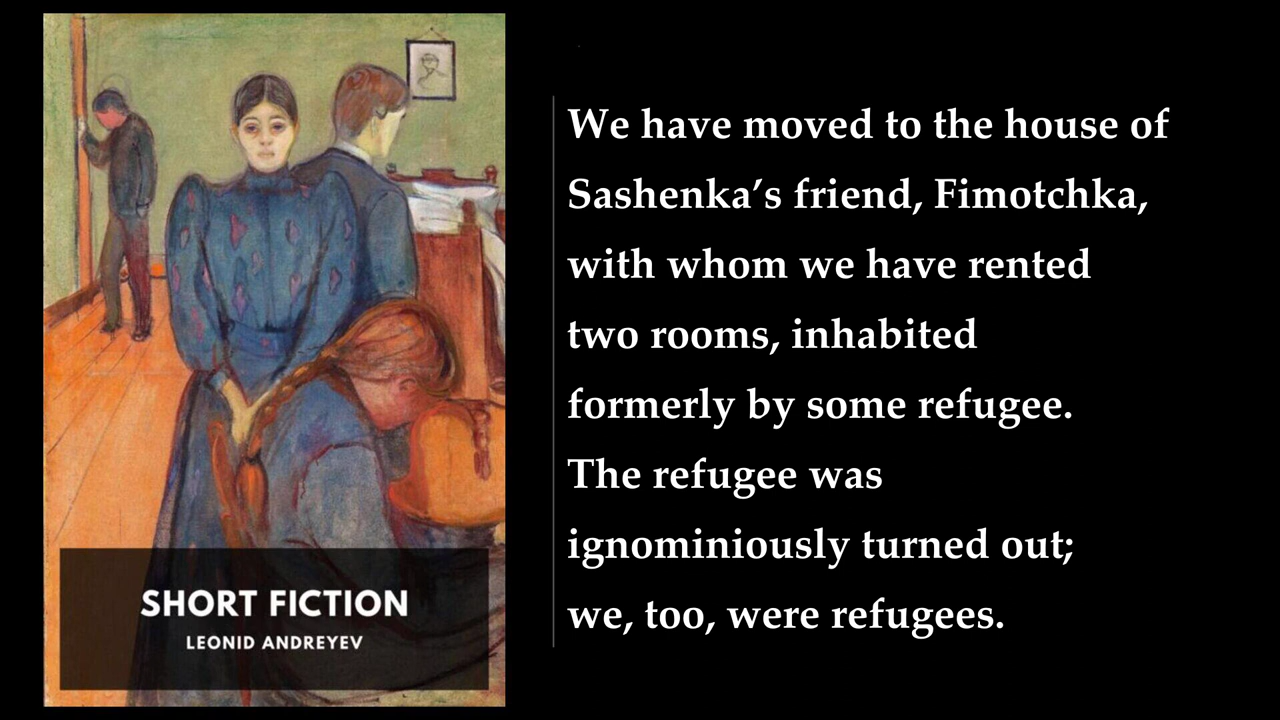 SHORT FICTION
LEONID ANDREYEV
We have moved to the house of
Sashenka’s friend, Fimotchka,
with whom we have rented
two rooms, inhabited
formerly by some refugee.
The refugee was
ignominiously turned out;
we, too, were refugees.